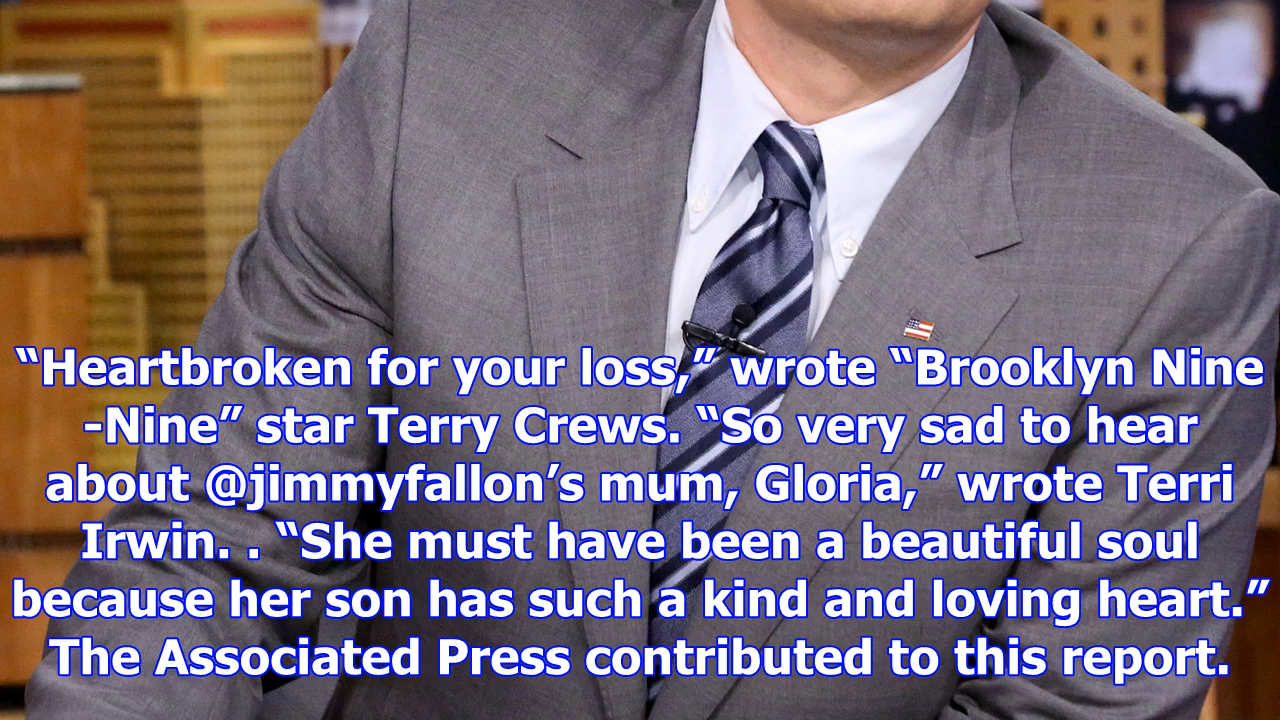 “Heartbroken for your loss,” wrote “Brooklyn Nine
-Nine” star Terry Crews. “So very sad to hear
about @jimmyfallon’s mum, Gloria,” wrote Terri
Irwin. . “She must have been a beautiful soul
because her son has such a kind and loving heart.”
The Associated Press contributed to this report.